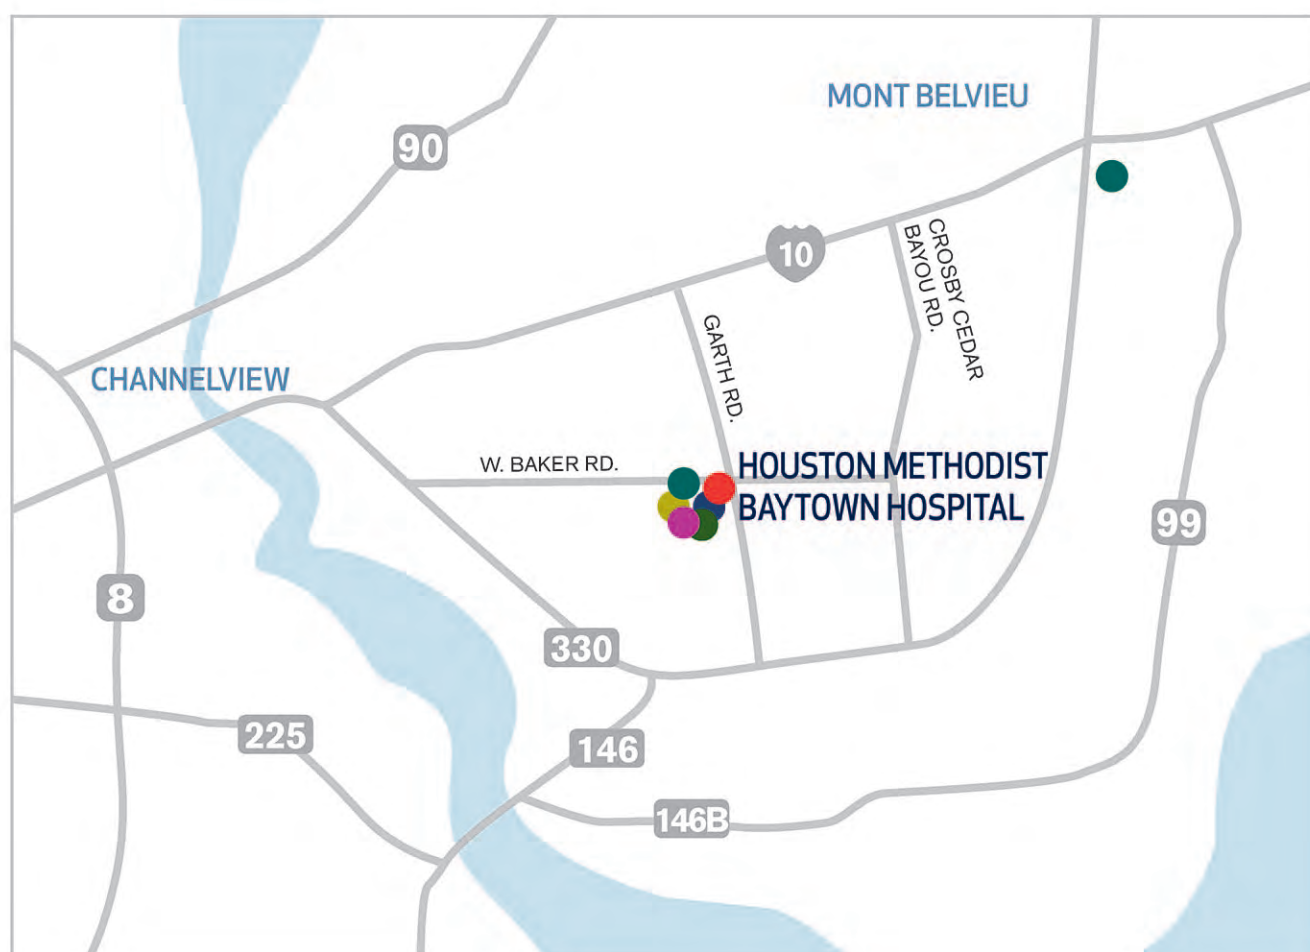 MONT BELVIEU
90
10
CROSBY CEDAR
BAYOU RD.
GARTH RD.
CHANNELVIEW
W. BAKER RD.
HOUSTON METHODIST
BAYTOWN HOSPITAL
99
8
330
225
146
146B